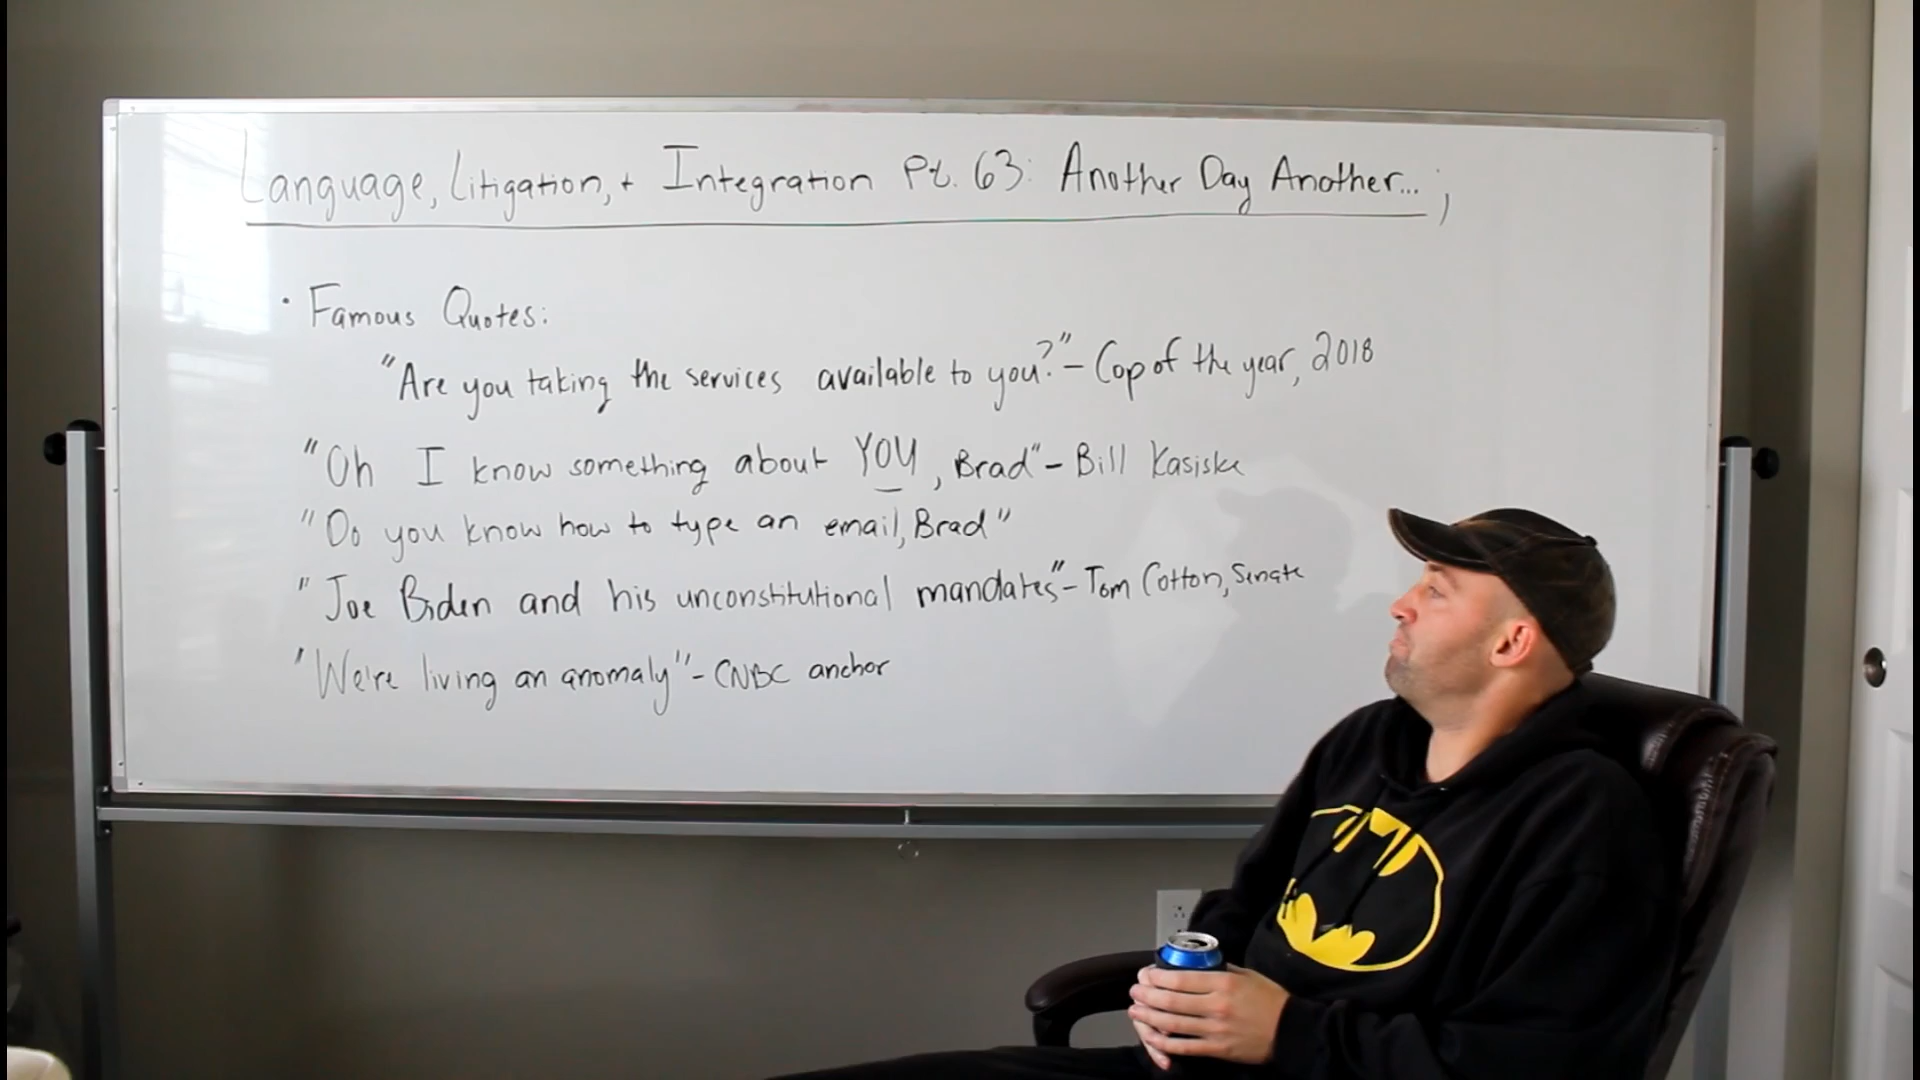 Language, Litigation, + Integration Pt. 63: Another Day Another... ;
· Famous Quotes:
"Are you taking the services available to you?" - Cop of the year, 2018
"Oh I know something about YOU, Brad" - Bill Kasiske
"Do you know how to type an email, Brad"
"Joe Biden and his unconstitutional mandates" - Tom Cotton, Senate
"We're living an anomaly" - CNBC anchor